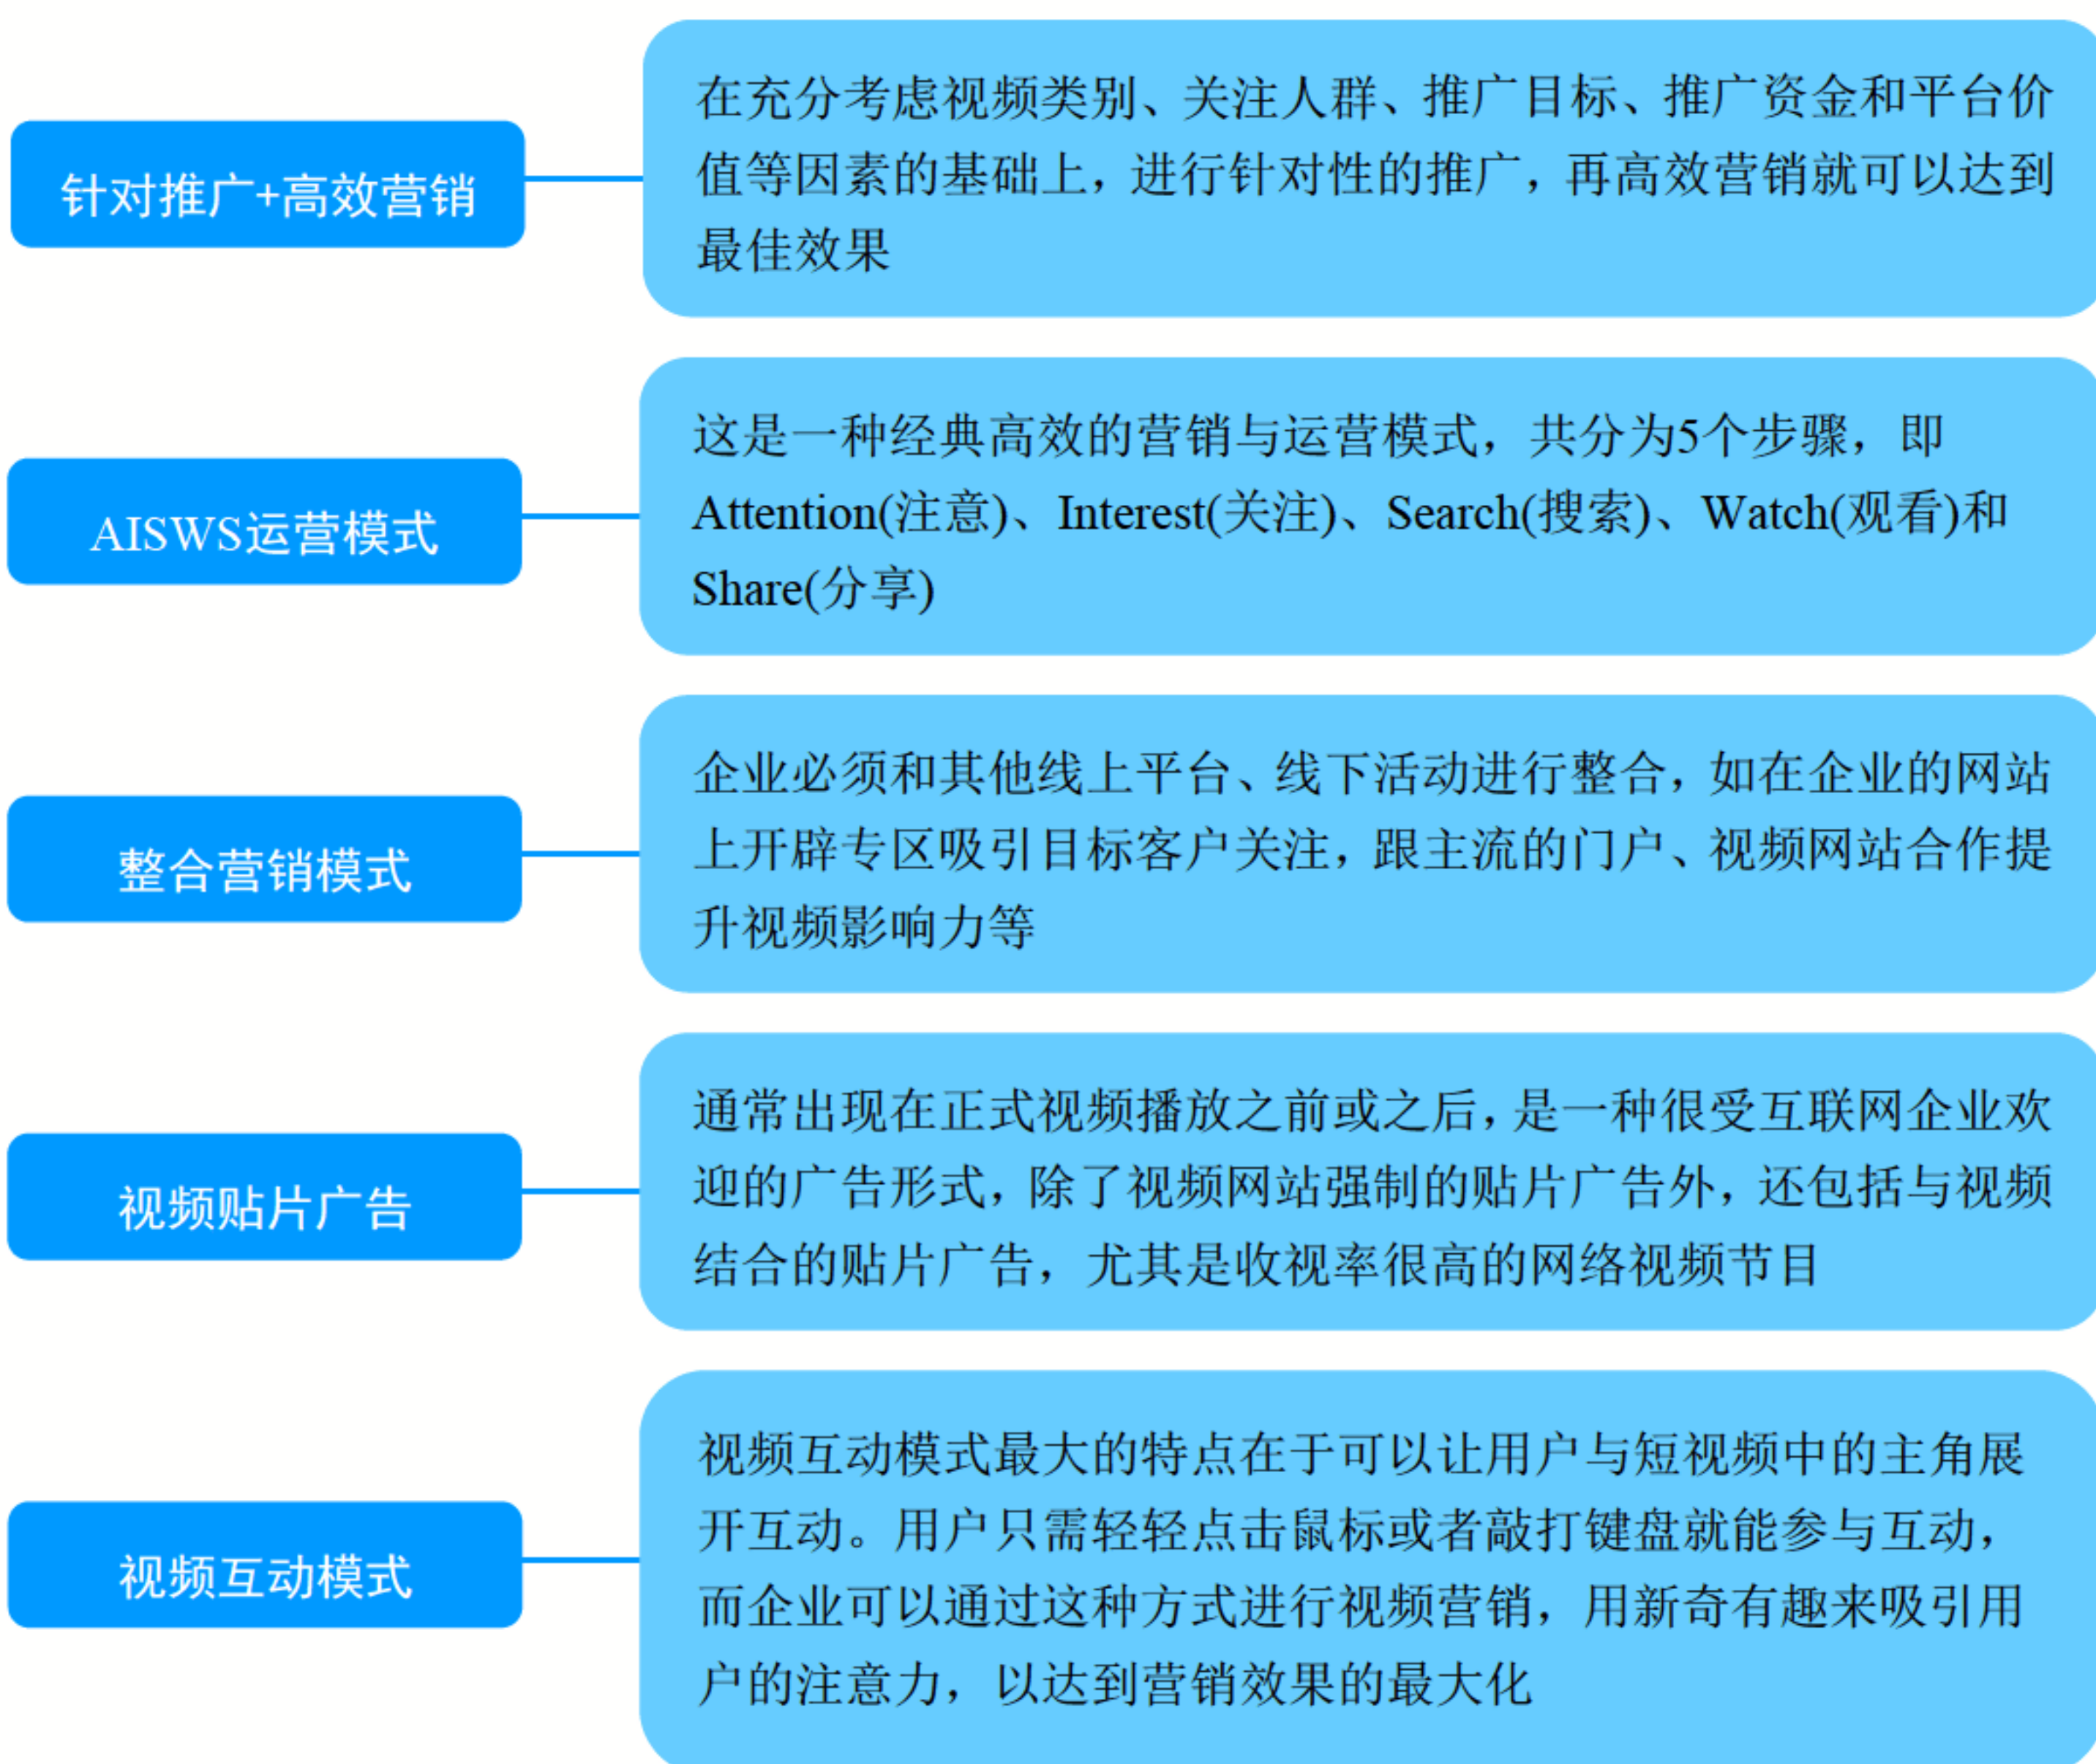 针对推广+高效营销
在充分考虑视频类别、关注人群、推广目标、推广资金和平台价
值等因素的基础上，进行针对性的推广，再高效营销就可以达到
最佳效果
AISWS运营模式
这是一种经典高效的营销与运营模式，共分为5个步骤，即
Attention(注意)、Interest(关注)、Search(搜索)、Watch(观看)和
Share(分享)
整合营销模式
企业必须和其他线上平台、线下活动进行整合，如在企业的网站
上开辟专区吸引目标客户关注，跟主流的门户、视频网站合作提
升视频影响力等
视频贴片广告
通常出现在正式视频播放之前或之后，是一种很受互联网企业欢
迎的广告形式，除了视频网站强制的贴片广告外，还包括与视频
结合的贴片广告，尤其是收视率很高的网络视频节目
视频互动模式
视频互动模式最大的特点在于可以让用户与短视频中的主角展
开互动。用户只需轻轻点击鼠标或者敲打键盘就能参与互动，
而企业可以通过这种方式进行视频营销，用新奇有趣来吸引用
户的注意力，以达到营销效果的最大化